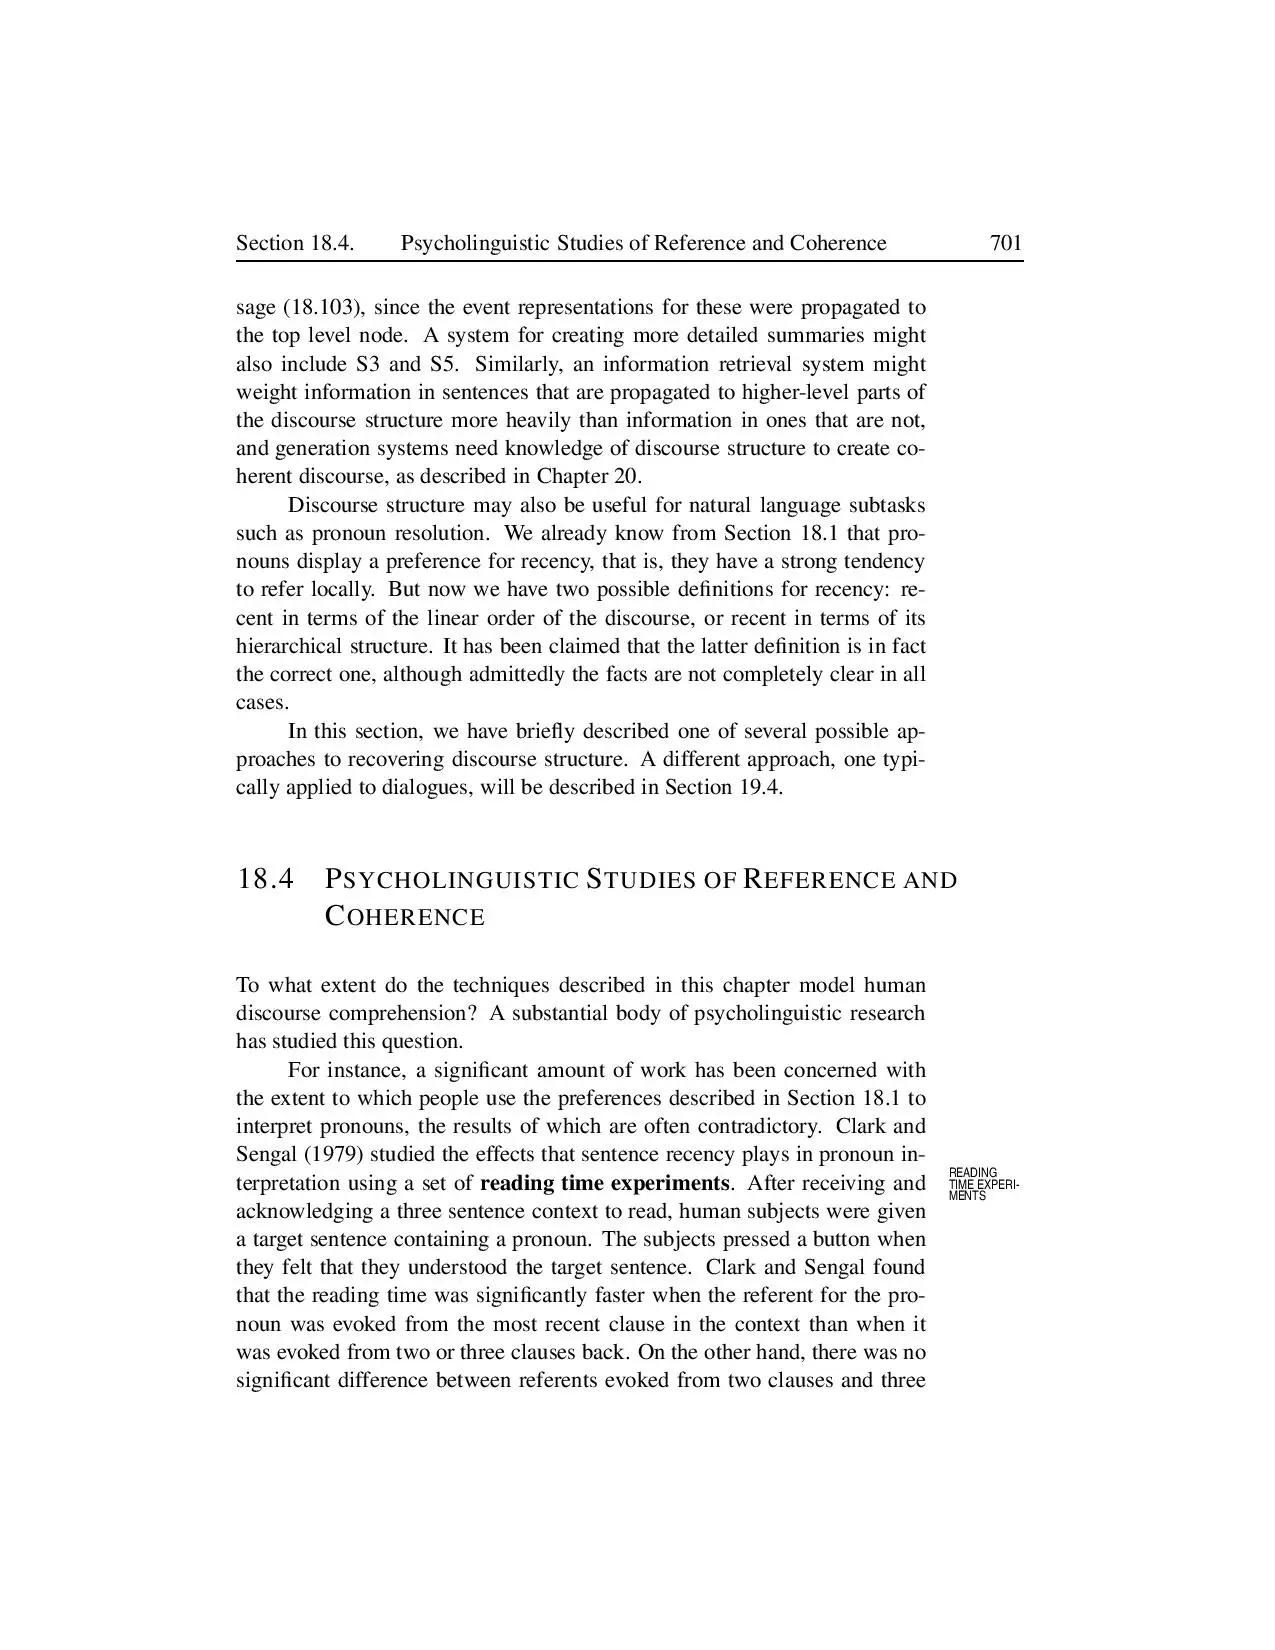 Section 18.4. Psycholinguistic Studies of Reference and Coherence 701
sage (18.103), since the event representations for these were propagated to
the top level node. A system for creating more detailed summaries might
also include S3 and S5. Similarly, an information retrieval system might
weight information in sentences that are propagated to higher-level parts of
the discourse structure more heavily than information in ones that are not,
and generation systems need knowledge of discourse structure to create co-
herent discourse, as described in Chapter 20.
Discourse structure may also be useful for natural language subtasks
such as pronoun resolution. We already know from Section 18.1 that pro-
nouns display a preference for recency, that is, they have a strong tendency
to refer locally. But now we have two possible definitions for recency: re-
cent in terms of the linear order of the discourse, or recent in terms of its
hierarchical structure. It has been claimed that the latter definition is in fact
the correct one, although admittedly the facts are not completely clear in all
cases.
In this section, we have briefly described one of several possible ap-
proaches to recovering discourse structure. A different approach, one typi-
cally applied to dialogues, will be described in Section 19.4.
18.4 PSYCHOLINGUISTIC STUDIES OF REFERENCE AND
COHERENCE
To what extent do the techniques described in this chapter model human
discourse comprehension? A substantial body of psycholinguistic research
has studied this question.
For instance, a significant amount of work has been concerned with
the extent to which people use the preferences described in Section 18.1 to
interpret pronouns, the results of which are often contradictory. Clark and
Sengal (1979) studied the effects that sentence recency plays in pronoun in-
terpretation using a set of reading time experiments. After receiving and
READING
TIME EXPERI-
MENTS
acknowledging a three sentence context to read, human subjects were given
a target sentence containing a pronoun. The subjects pressed a button when
they felt that they understood the target sentence. Clark and Sengal found
that the reading time was significantly faster when the referent for the pro-
noun was evoked from the most recent clause in the context than when it
was evoked from two or three clauses back. On the other hand, there was no
significant difference between referents evoked from two clauses and three